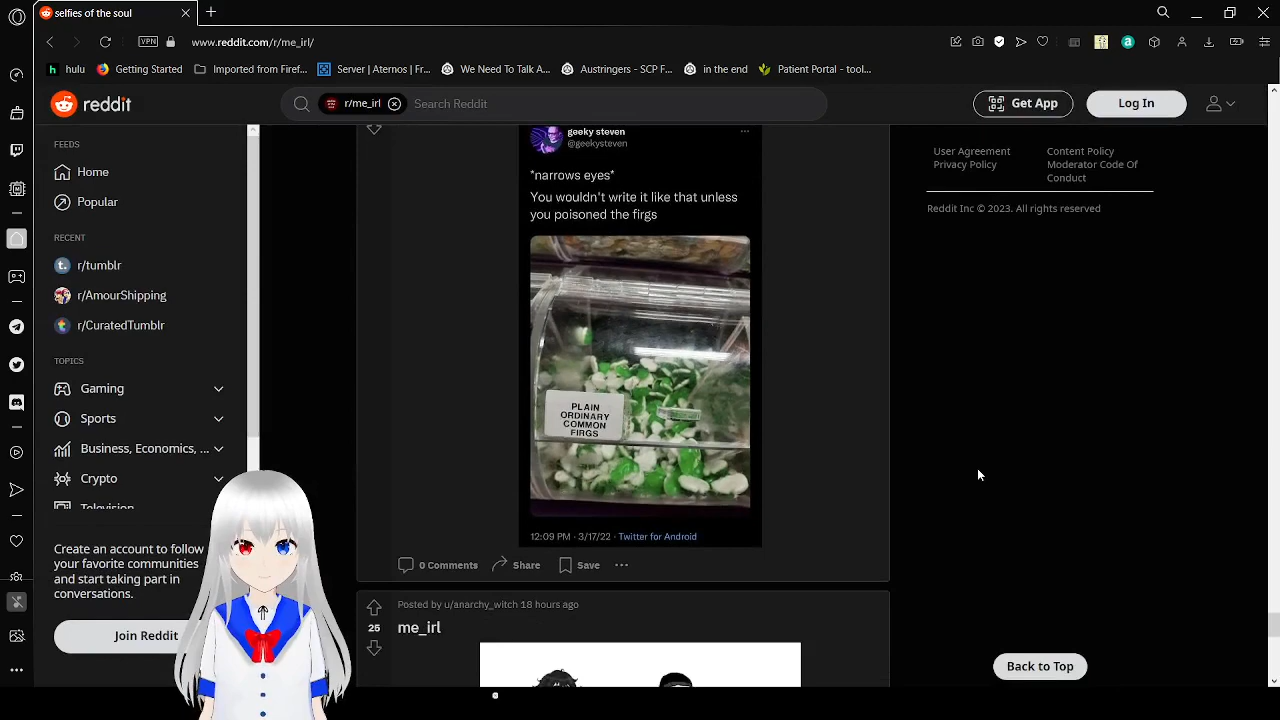 selfies of the soul
VPN
www.reddit.com/r/me_irl/
h
hulu
Getting Started
Imported from Firef...
Server | Aternos | Fr...
We Need To Talk A...
Austringers - SCP F...
in the end
Patient Portal - tool...
reddit
r/me_irl
Search Reddit
Get App
Log In
FEEDS
Home
Popular
RECENT
r/tumblr
r/AmourShipping
r/CuratedTumblr
TOPICS
Gaming
Sports
Business, Economics, ...
Crypto
Television
Create an account to follow
your favorite communities
and start taking part in
conversations.
Join Reddit
geeky steven
@geekysteven
*narrows eyes*
You wouldn't write it like that unless
you poisoned the firgs
PLAIN
ORDINARY
COMMON
FIRGS
12:09 PM · 3/17/22 · Twitter for Android
0 Comments
Share
Save
Posted by u/anarchy_witch 18 hours ago
25
me_irl
User Agreement
Privacy Policy
Content Policy
Moderator Code Of
Conduct
Reddit Inc © 2023. All rights reserved
Back to Top